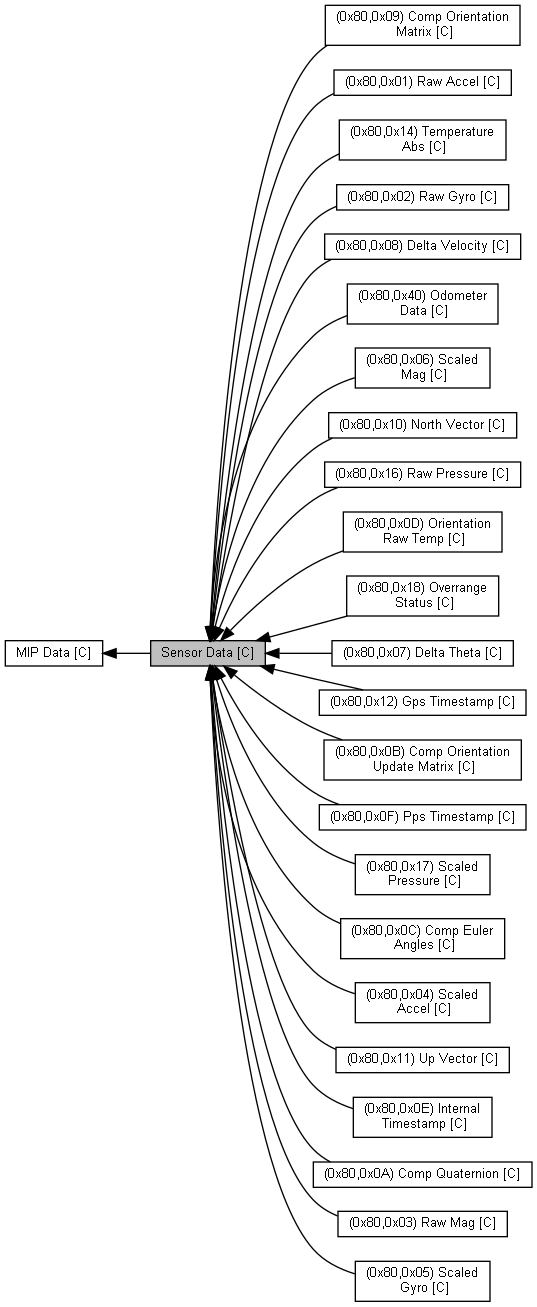 (0x80,0x09) Comp Orientation
Matrix [C]
(0x80,0x01) Raw Accel [C]
(0x80,0x14) Temperature
Abs [C]
(0x80,0x02) Raw Gyro [C]
(0x80,0x08) Delta Velocity [C]
(0x80,0x40) Odometer
Data [C]
(0x80,0x06) Scaled
Mag [C]
(0x80,0x10) North Vector [C]
(0x80,0x16) Raw Pressure [C]
(0x80,0x0D) Orientation
Raw Temp [C]
(0x80,0x18) Overrange
Status [C]
MIP Data [C]
Sensor Data [C]
(0x80,0x07) Delta Theta [C]
(0x80,0x12) Gps Timestamp [C]
(0x80,0x0B) Comp Orientation
Update Matrix [C]
(0x80,0x0F) Pps Timestamp [C]
(0x80,0x17) Scaled
Pressure [C]
(0x80,0x0C) Comp Euler
Angles [C]
(0x80,0x04) Scaled
Accel [C]
(0x80,0x11) Up Vector [C]
(0x80,0x0E) Internal
Timestamp [C]
(0x80,0x0A) Comp Quaternion [C]
(0x80,0x03) Raw Mag [C]
(0x80,0x05) Scaled
Gyro [C]